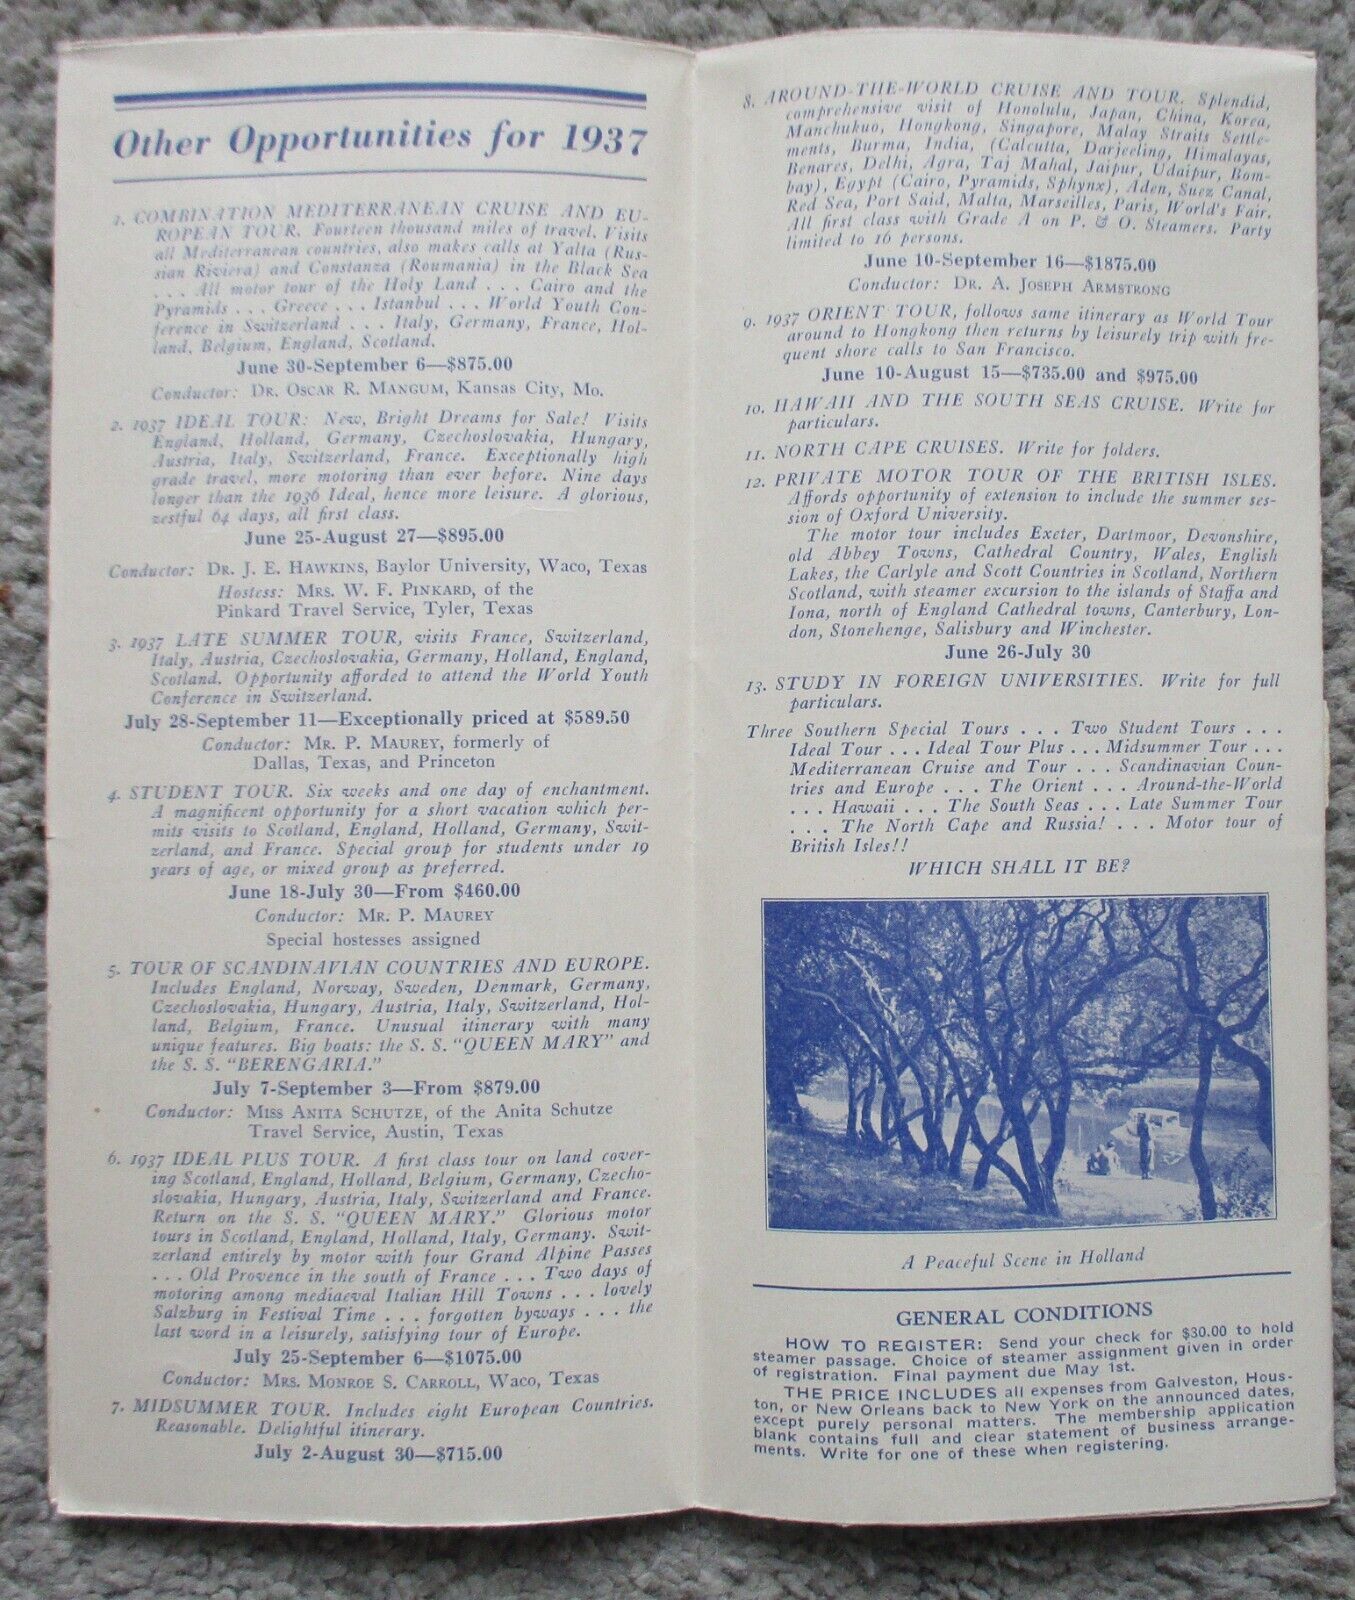 Other Opportunities for 1937
1. COMBINATION MEDITERRANEAN CRUISE AND EU-
ROPEAN TOUR. Fourteen thousand miles of travel. Visits
all Mediterranean countries, also makes calls at Yalta (Rus-
sian Riviera) and Constanza (Roumania) in the Black Sea
. . . All motor tour of the Holy Land . . . Cairo and the
Pyramids . . . Greece . . . Istanbul . . . World Youth Con-
ference in Switzerland . . . Italy, Germany, France, Hol-
land, Belgium, England, Scotland.
June 30-September 6—$875.00
Conductor: DR. OSCAR R. MANGUM, Kansas City, Mo.
2. 1937 IDEAL TOUR: New, Bright Dreams for Sale! Visits
England, Holland, Germany, Czechoslovakia, Hungary,
Austria, Italy, Switzerland, France. Exceptionally high
grade travel, more motoring than ever before. Nine days
longer than the 1936 Ideal, hence more leisure. A glorious,
zestful 64 days, all first class.
June 25-August 27—$895.00
Conductor: DR. J. E. HAWKINS, Baylor University, Waco, Texas
Hostess: MRS. W. F. PINKARD, of the
Pinkard Travel Service, Tyler, Texas
3. 1937 LATE SUMMER TOUR, visits France, Switzerland,
Italy, Austria, Czechoslovakia, Germany, Holland, England,
Scotland. Opportunity afforded to attend the World Youth
Conference in Switzerland.
July 28-September 11—Exceptionally priced at $589.50
Conductor: MR. P. MAUREY, formerly of
Dallas, Texas, and Princeton
4. STUDENT TOUR. Six weeks and one day of enchantment.
A magnificent opportunity for a short vacation which per-
mits visits to Scotland, England, Holland, Germany, Swit-
zerland, and France. Special group for students under 19
years of age, or mixed group as preferred.
June 18-July 30—From $460.00
Conductor: MR. P. MAUREY
Special hostesses assigned
5. TOUR OF SCANDINAVIAN COUNTRIES AND EUROPE.
Includes England, Norway, Sweden, Denmark, Germany,
Czechoslovakia, Hungary, Austria, Italy, Switzerland, Hol-
land, Belgium, France. Unusual itinerary with many
unique features. Big boats: the S. S. "QUEEN MARY" and
the S. S. "BERENGARIA."
July 7-September 3—From $879.00
Conductor: MISS ANITA SCHUTZE, of the Anita Schutze
Travel Service, Austin, Texas
6. 1937 IDEAL PLUS TOUR. A first class tour on land cover-
ing Scotland, England, Holland, Belgium, Germany, Czecho-
slovakia, Hungary, Austria, Italy, Switzerland and France.
Return on the S. S. "QUEEN MARY." Glorious motor
tours in Scotland, England, Holland, Italy, Germany. Swit-
zerland entirely by motor with four Grand Alpine Passes
. . . Old Provence in the south of France . . . Two days of
motoring among mediaeval Italian Hill Towns . . . lovely
Salzburg in Festival Time . . . forgotten byways . . . the
last word in a leisurely, satisfying tour of Europe.
July 25-September 6—$1075.00
Conductor: MRS. MONROE S. CARROLL, Waco, Texas
7. MIDSUMMER TOUR. Includes eight European Countries.
Reasonable. Delightful itinerary.
July 2-August 30—$715.00
8. AROUND-THE-WORLD CRUISE AND TOUR. Splendid,
comprehensive visit of Honolulu, Japan, China, Korea,
Manchukuo, Hongkong, Singapore, Malay Straits Settle-
ments, Burma, India, (Calcutta, Darjeeling, Himalayas,
Benares, Delhi, Agra, Taj Mahal, Jaipur, Udaipur, Bom-
bay), Egypt (Cairo, Pyramids, Sphynx), Aden, Suez Canal,
Red Sea, Port Said, Malta, Marseilles, Paris, World's Fair.
All first class with Grade A on P. & O. Steamers. Party
limited to 16 persons.
June 10-September 16—$1875.00
Conductor: DR. A. JOSEPH ARMSTRONG
9. 1937 ORIENT TOUR, follows same itinerary as World Tour
around to Hongkong then returns by leisurely trip with fre-
quent shore calls to San Francisco.
June 10-August 15—$735.00 and $975.00
10. HAWAII AND THE SOUTH SEAS CRUISE. Write for
particulars.
11. NORTH CAPE CRUISES. Write for folders.
12. PRIVATE MOTOR TOUR OF THE BRITISH ISLES.
Affords opportunity of extension to include the summer ses-
sion of Oxford University.
The motor tour includes Exeter, Dartmoor, Devonshire,
old Abbey Towns, Cathedral Country, Wales, English
Lakes, the Carlyle and Scott Countries in Scotland, Northern
Scotland, with steamer excursion to the islands of Staffa and
Iona, north of England Cathedral towns, Canterbury, Lon-
don, Stonehenge, Salisbury and Winchester.
June 26-July 30
13. STUDY IN FOREIGN UNIVERSITIES. Write for full
particulars.
Three Southern Special Tours . . . Two Student Tours . . .
Ideal Tour . . . Ideal Tour Plus . . . Midsummer Tour . . .
Mediterranean Cruise and Tour . . . Scandinavian Coun-
tries and Europe . . . The Orient . . . Around-the-World
. . . Hawaii . . . The South Seas . . . Late Summer Tour
. . . The North Cape and Russia! . . . Motor tour of
British Isles!!
WHICH SHALL IT BE?
A Peaceful Scene in Holland
GENERAL CONDITIONS
HOW TO REGISTER: Send your check for $30.00 to hold
steamer passage. Choice of steamer assignment given in order
of registration. Final payment due May 1st.
THE PRICE INCLUDES all expenses from Galveston, Hous-
ton, or New Orleans back to New York on the announced dates,
except purely personal matters. The membership application
blank contains full and clear statement of business arrange-
ments. Write for one of these when registering.